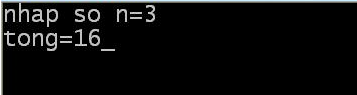 nhap so n=3
tong=16_